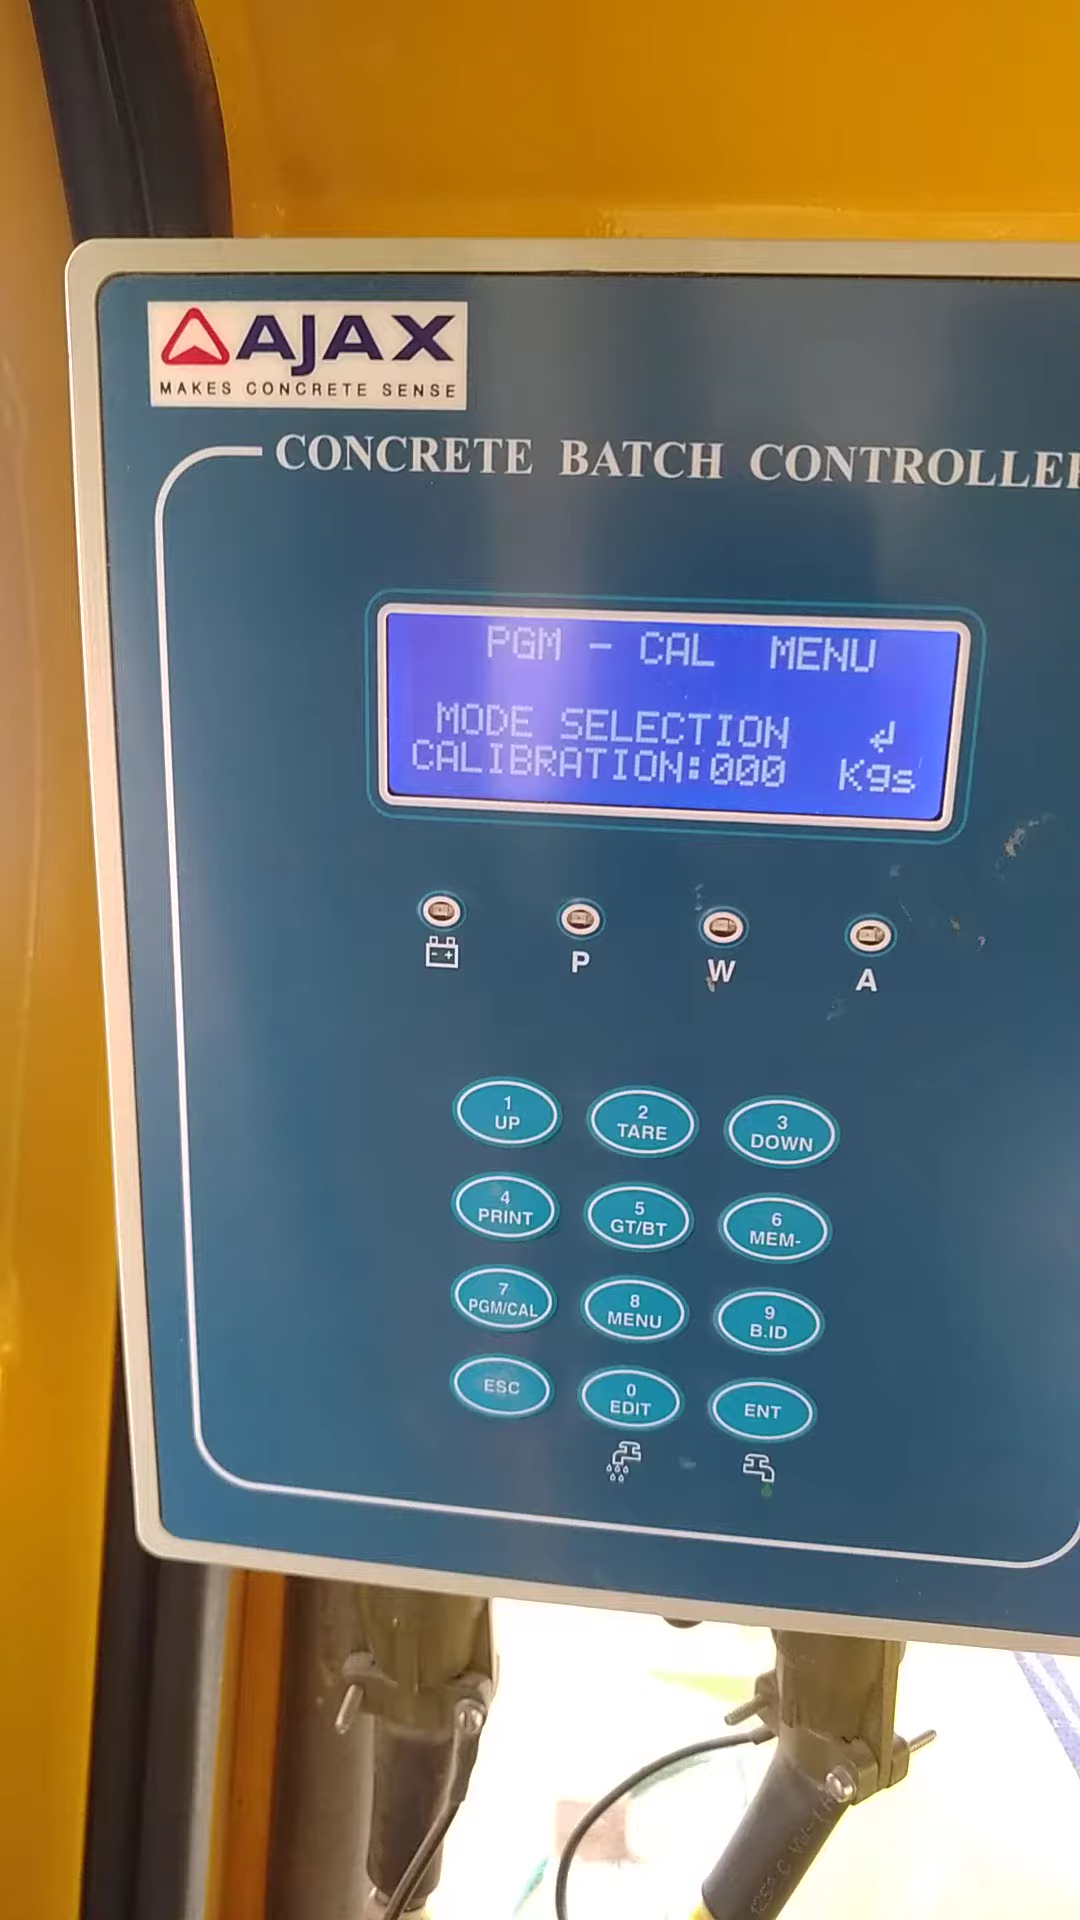 AJAX
MAKES CONCRETE SENSE
CONCRETE BATCH CONTROLLER
PGM - CAL MENU
MODE SELECTION ↲
CALIBRATION:000 Kgs
P
W
A
1
UP
2
TARE
3
DOWN
4
PRINT
5
GT/BT
6
MEM-
7
PGM/CAL
8
MENU
9
B.ID
ESC
0
EDIT
ENT